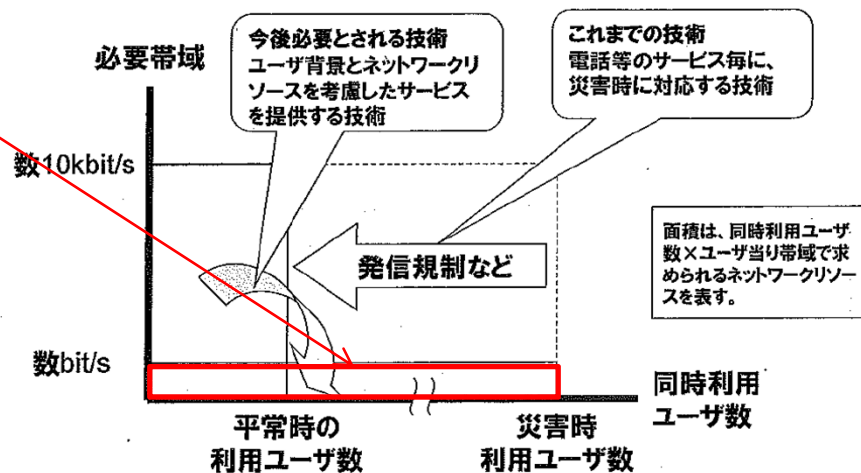 必要帯域
今後必要とされる技術
ユーザ背景とネットワークリ
ソースを考慮したサービス
を提供する技術
これまでの技術
電話等のサービス毎に、
災害時に対応する技術
数10kbit/s
発信規制など
面積は、同時利用ユーザ
数×ユーザ当り帯域で求
められるネットワークリソー
スを表す。
数bit/s
同時利用
ユーザ数
平常時の
利用ユーザ数
災害時
利用ユーザ数